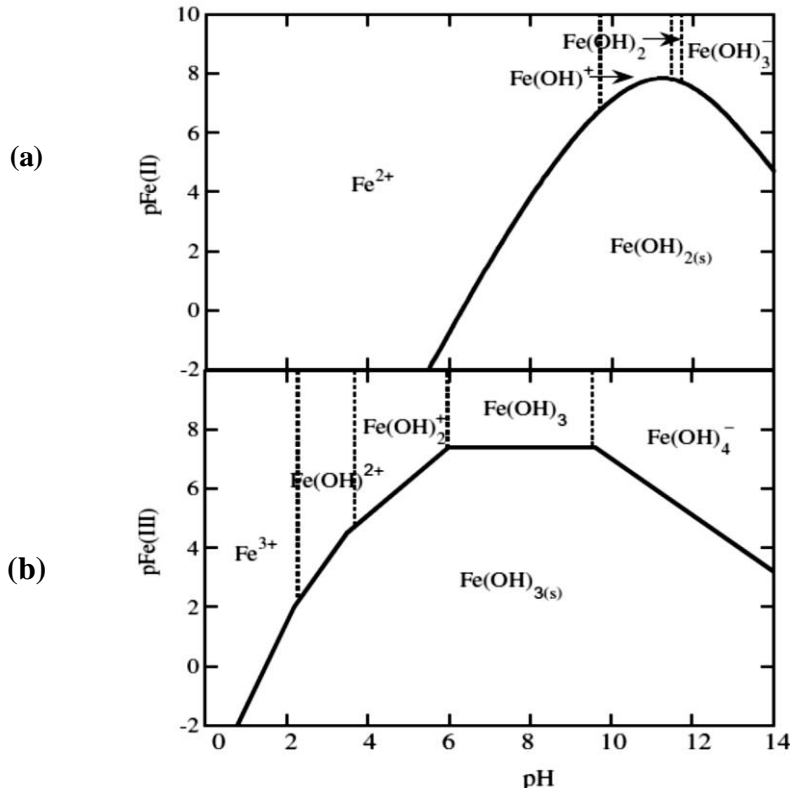 (a)
pFe(II)
10
8
6
4
2
0
-2
Fe(OH)₂
Fe(OH)₃⁻
Fe(OH)⁺
Fe²⁺
Fe(OH)₂₍ₛ₎
(b)
pFe(III)
8
6
4
2
0
-2
Fe(OH)₃
Fe(OH)₂⁺
Fe(OH)₄⁻
Fe(OH)²⁺
Fe³⁺
Fe(OH)₃₍ₛ₎
0 2 4 6 8 10 12 14
pH